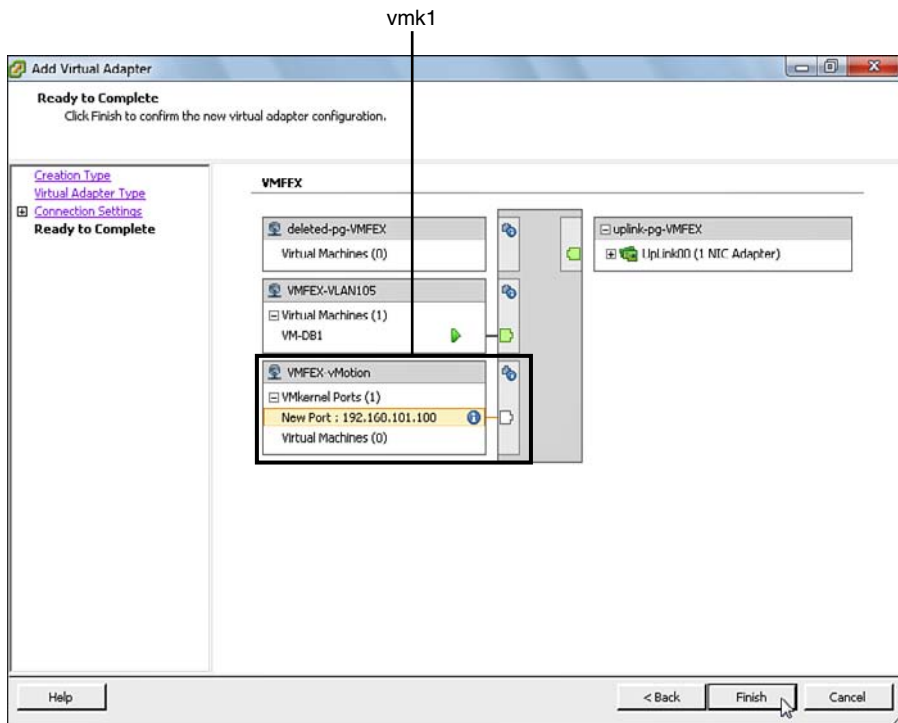 vmk1
Add Virtual Adapter
Ready to Complete
Click Finish to confirm the new virtual adapter configuration.
Creation Type
Virtual Adapter Type
Connection Settings
Ready to Complete
VMFEX
deleted-pg-VMFEX
Virtual Machines (0)
uplink-pg-VMFEX
UpLink00 (1 NIC Adapter)
VMFEX-VLAN105
Virtual Machines (1)
VM-DB1
VMFEX-vMotion
VMkernel Ports (1)
New Port : 192.160.101.100
Virtual Machines (0)
Help
< Back
Finish
Cancel